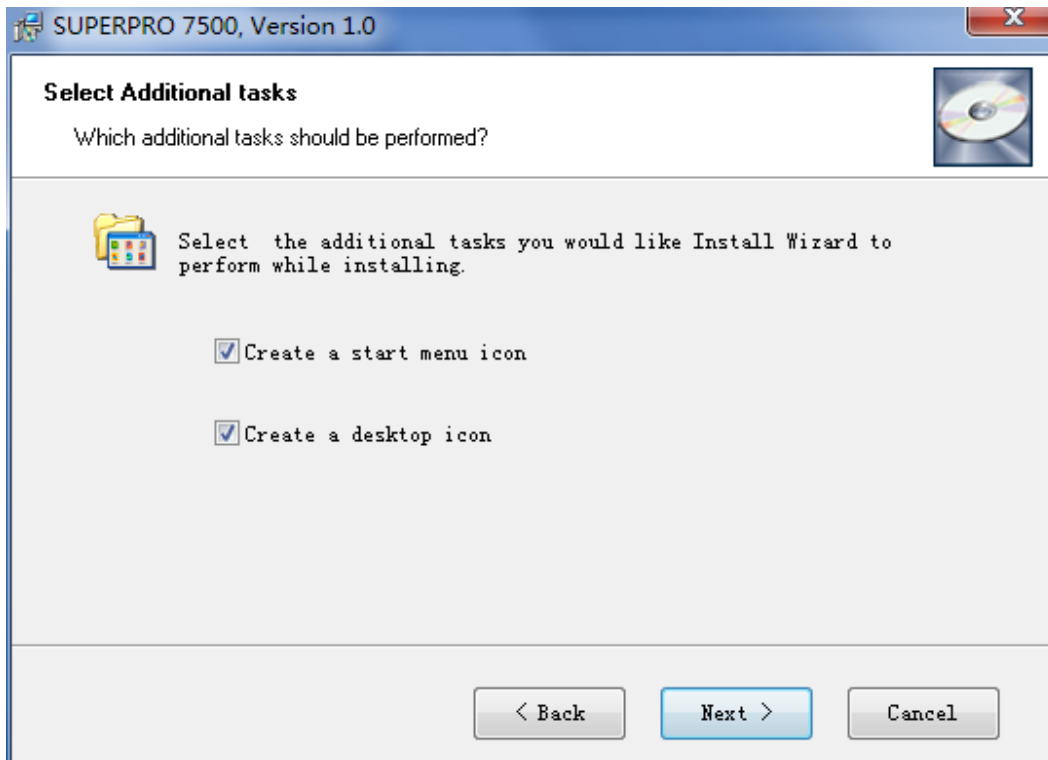 SUPERPRO 7500, Version 1.0
X
Select Additional tasks
Which additional tasks should be performed?
Select  the additional tasks you would like Install Wizard to
perform while installing.
Create a start menu icon
Create a desktop icon
< Back
Next >
Cancel